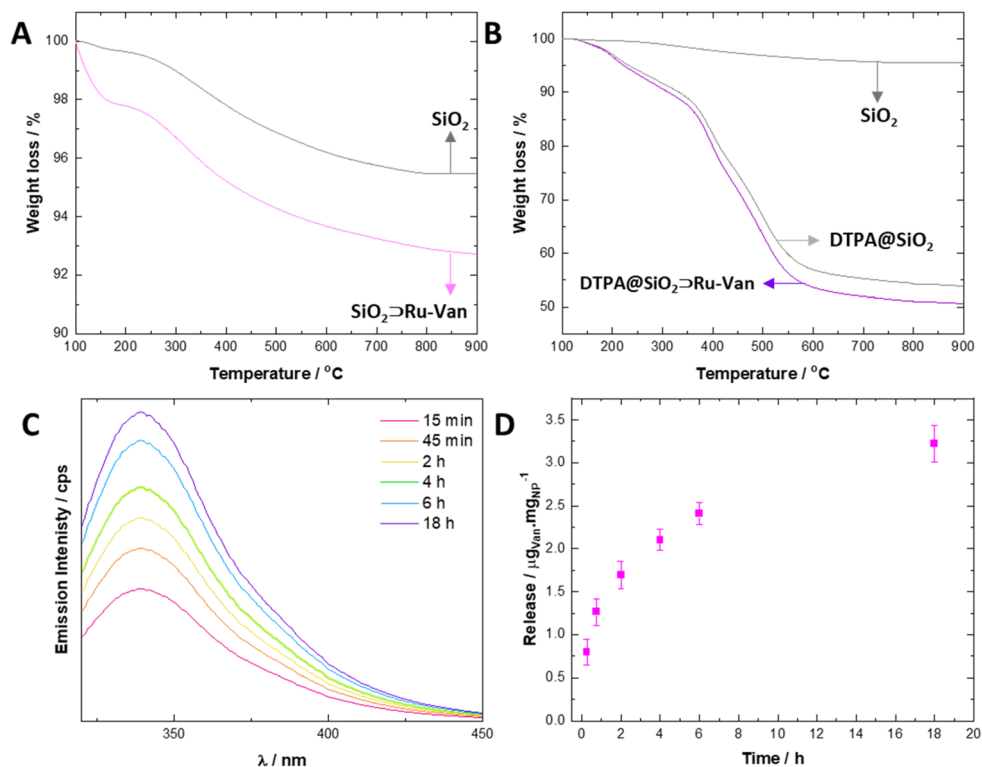 A
Weight loss / %
100
98
96
94
92
90
SiO2
SiO2⊃Ru-Van
100 200 300 400 500 600 700 800 900
Temperature / °C
B
Weight loss / %
100
90
80
70
60
50
SiO2
DTPA@SiO2
DTPA@SiO2⊃Ru-Van
100 200 300 400 500 600 700 800 900
Temperature / °C
C
Emission Intenisty / cps
15 min
45 min
2 h
4 h
6 h
18 h
350 400 450
λ / nm
D
Release / μgVan.mgNP-1
3.5
3.0
2.5
2.0
1.5
1.0
0.5
0.0
0 2 4 6 8 10 12 14 16 18 20
Time / h